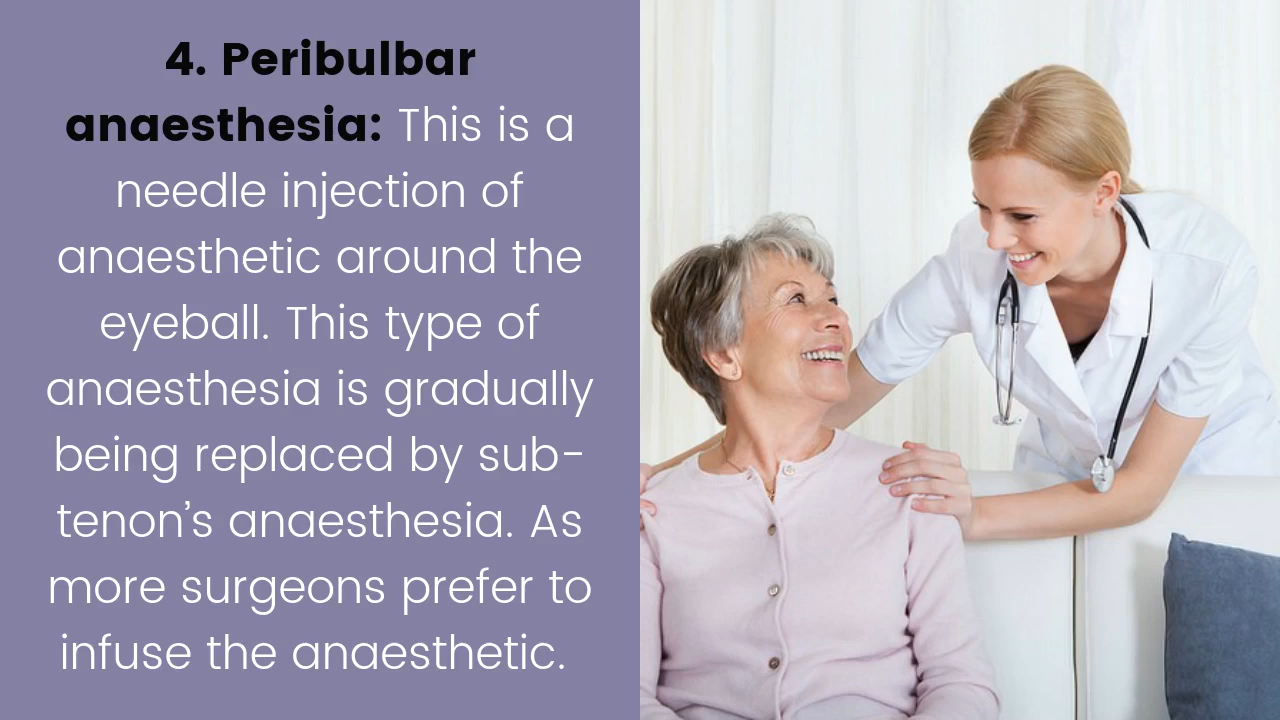 4. Peribulbar
anaesthesia: This is a
needle injection of
anaesthetic around the
eyeball. This type of
anaesthesia is gradually
being replaced by sub-
tenon’s anaesthesia. As
more surgeons prefer to
infuse the anaesthetic.